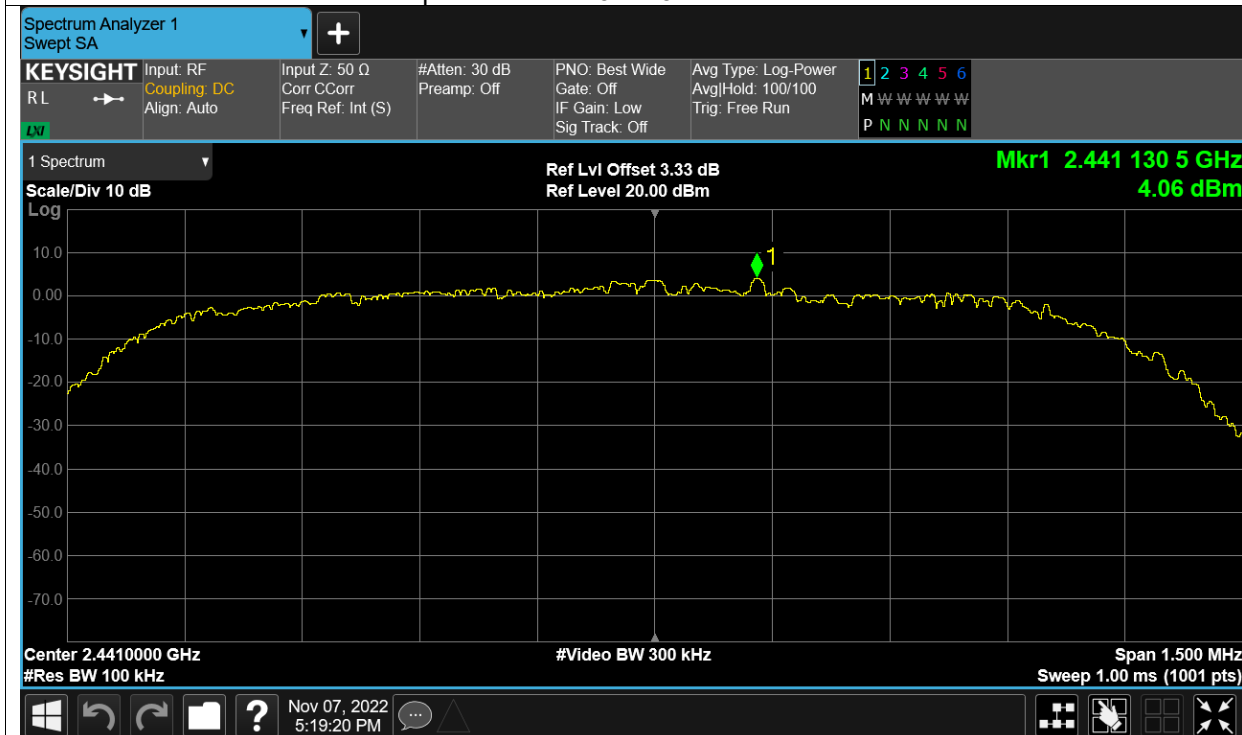 Spectrum Analyzer 1
Swept SA
KEYSIGHT
RL
LXI
Input: RF
Coupling: DC
Align: Auto
Input Z: 50 Ω
Corr CCorr
Freq Ref: Int (S)
#Atten: 30 dB
Preamp: Off
PNO: Best Wide
Gate: Off
IF Gain: Low
Sig Track: Off
Avg Type: Log-Power
Avg|Hold: 100/100
Trig: Free Run
1 2 3 4 5 6
M W W W W W
P N N N N N
1 Spectrum
Scale/Div 10 dB
Log
Ref Lvl Offset 3.33 dB
Ref Level 20.00 dBm
Mkr1 2.441 130 5 GHz
4.06 dBm
1
10.0
0.00
-10.0
-20.0
-30.0
-40.0
-50.0
-60.0
-70.0
Center 2.4410000 GHz
#Res BW 100 kHz
#Video BW 300 kHz
Span 1.500 MHz
Sweep 1.00 ms (1001 pts)
?
Nov 07, 2022
5:19:20 PM